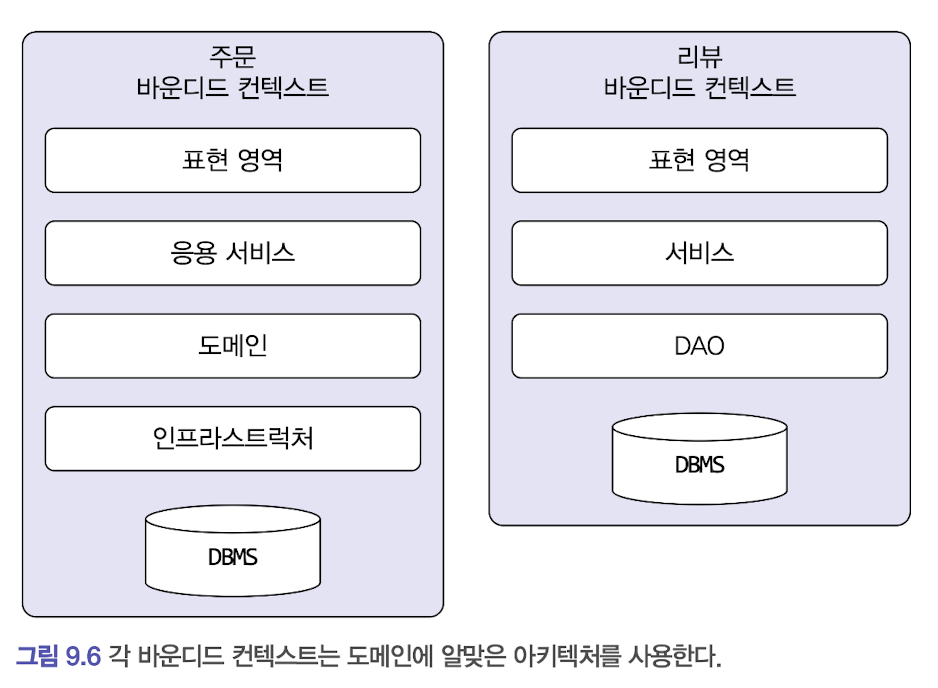 주문
바운디드 컨텍스트
표현 영역
응용 서비스
도메인
인프라스트럭처
DBMS
리뷰
바운디드 컨텍스트
표현 영역
서비스
DAO
DBMS
그림 9.6 각 바운디드 컨텍스트는 도메인에 알맞은 아키텍처를 사용한다.